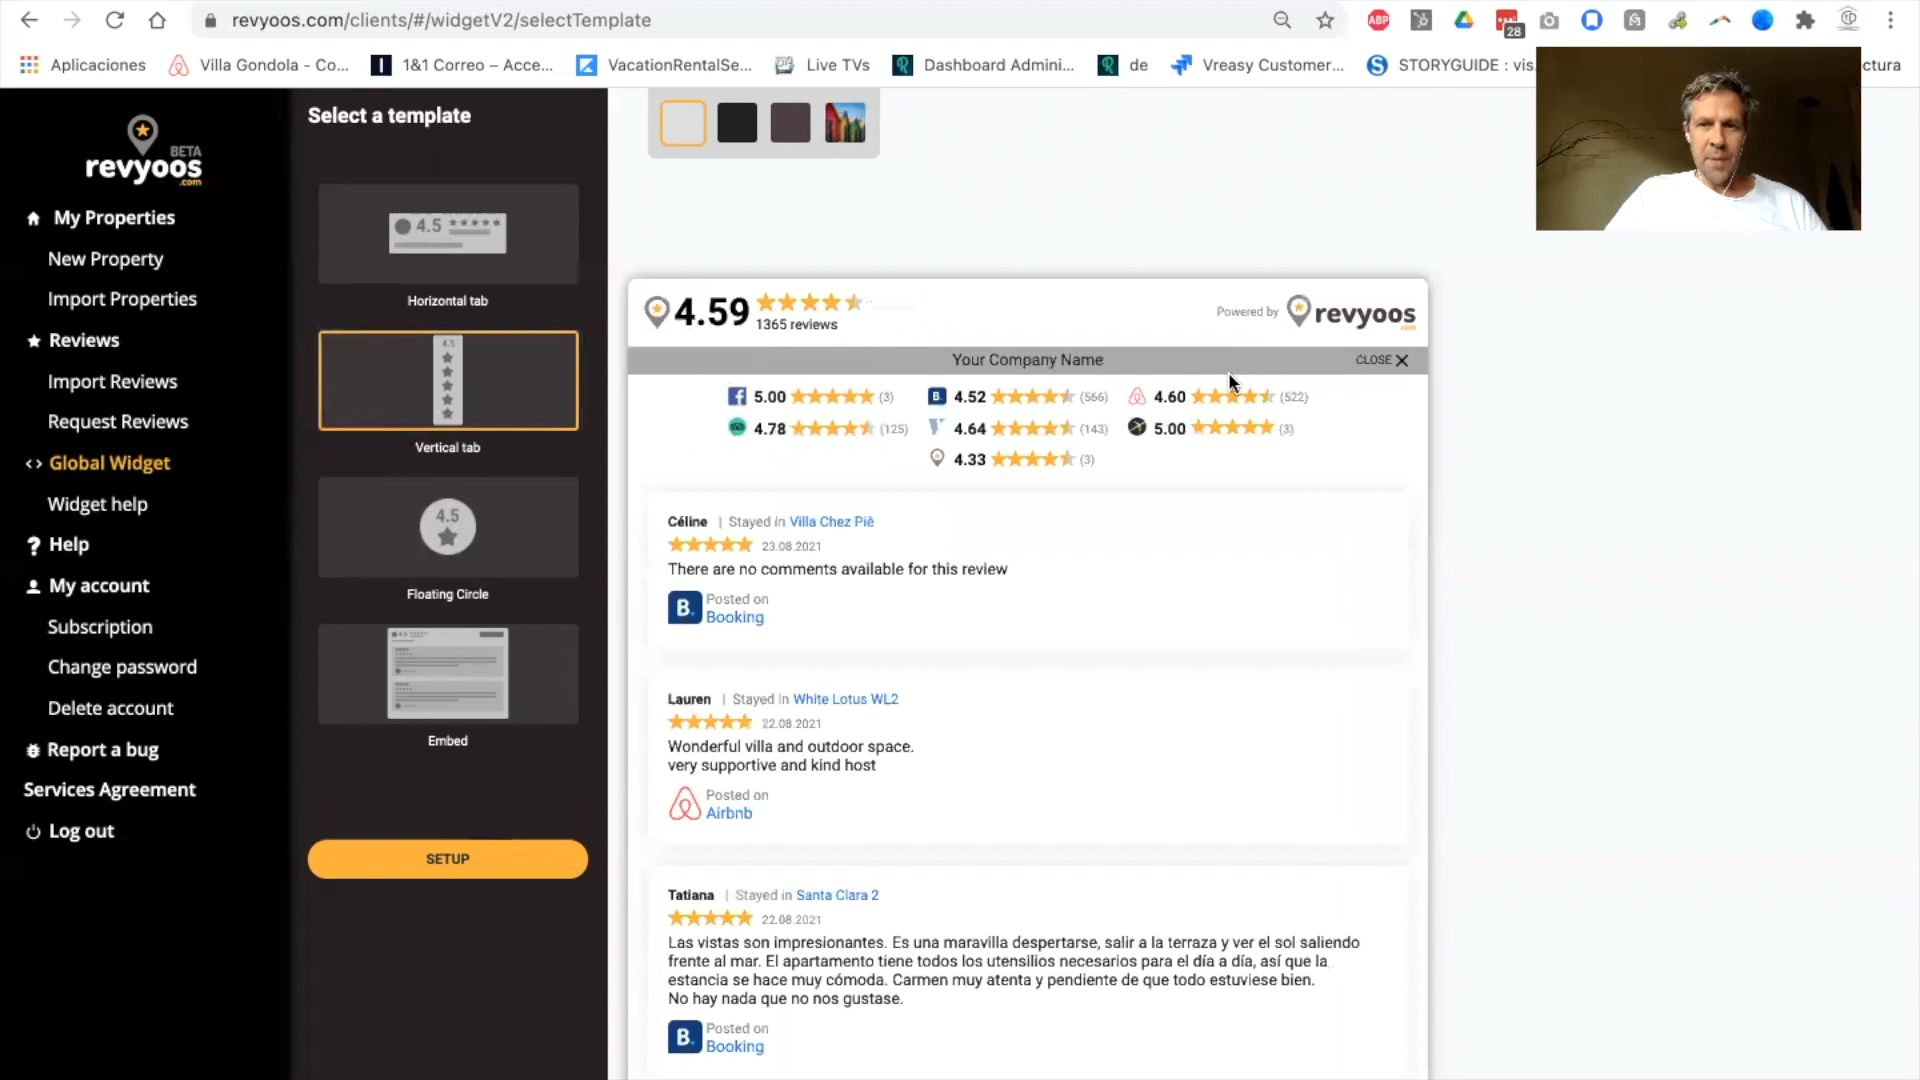 revyoos.com/clients/#/widgetV2/selectTemplate
ABP
28
Aplicaciones
Villa Gondola - Co...
1&1 Correo – Acce...
VacationRentalSe...
Live TVs
Dashboard Admini...
de
Vreasy Customer...
STORYGUIDE : vis.
ctura
BETA
revyoos
.com
My Properties
New Property
Import Properties
Reviews
Import Reviews
Request Reviews
Global Widget
Widget help
Help
My account
Subscription
Change password
Delete account
Report a bug
Services Agreement
Log out
Select a template
4.5
Horizontal tab
4.5
Vertical tab
4.5
Floating Circle
Embed
SETUP
4.59
1365 reviews
Powered by
revyoos
.com
Your Company Name
CLOSE
5.00 (3)
4.52 (566)
4.60 (522)
4.78 (125)
4.64 (143)
5.00 (3)
4.33 (3)
Céline | Stayed in Villa Chez Piè
23.08.2021
There are no comments available for this review
B.
Posted on
Booking
Lauren | Stayed in White Lotus WL2
22.08.2021
Wonderful villa and outdoor space.
very supportive and kind host
Posted on
Airbnb
Tatiana | Stayed in Santa Clara 2
22.08.2021
Las vistas son impresionantes. Es una maravilla despertarse, salir a la terraza y ver el sol saliendo
frente al mar. El apartamento tiene todos los utensilios necesarios para el día a día, así que la
estancia se hace muy cómoda. Carmen muy atenta y pendiente de que todo estuviese bien.
No hay nada que no nos gustase.
B.
Posted on
Booking